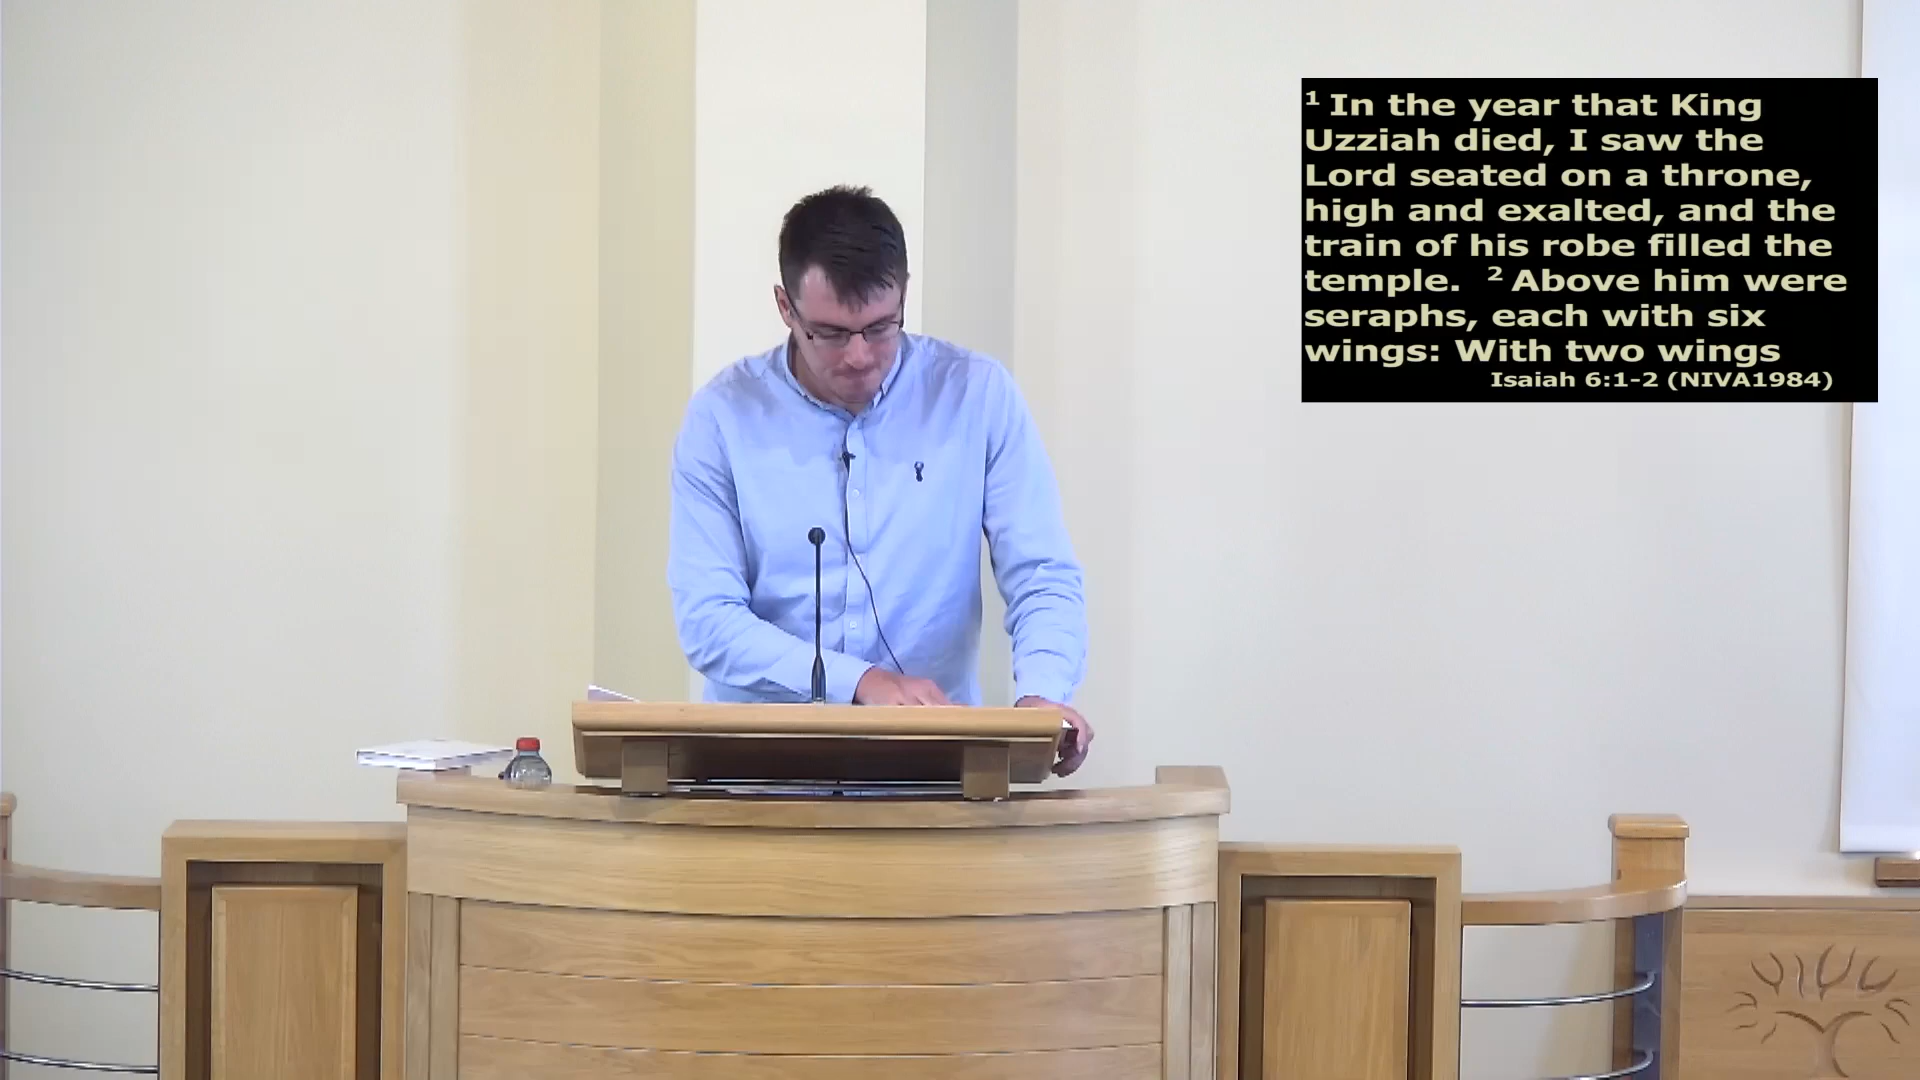 1 In the year that King
Uzziah died, I saw the
Lord seated on a throne,
high and exalted, and the
train of his robe filled the
temple. 2 Above him were
seraphs, each with six
wings: With two wings
Isaiah 6:1-2 (NIVA1984)